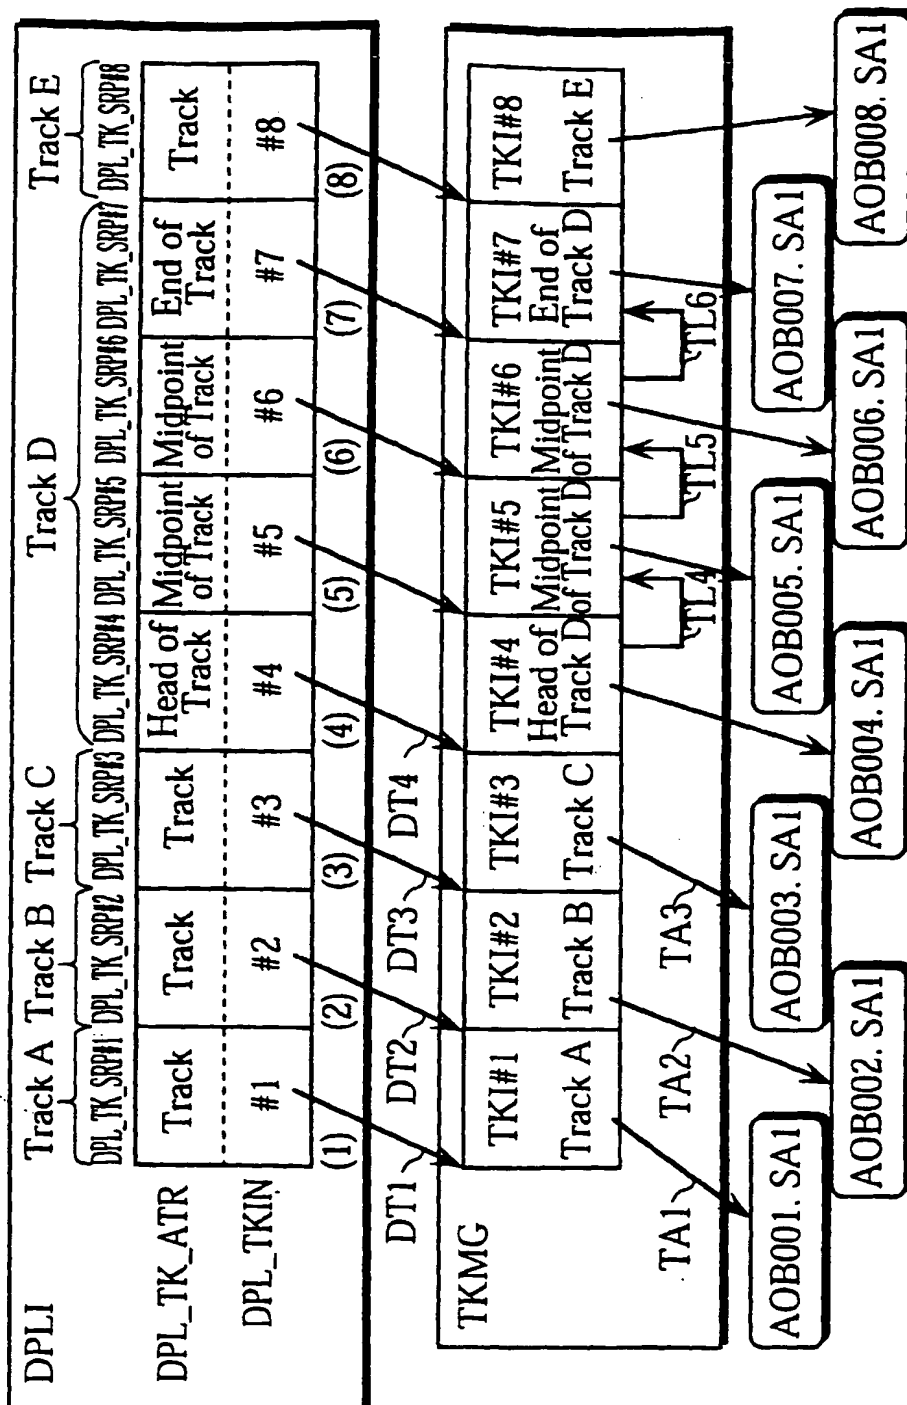 DPLI
Track A
Track B
Track C
Track D
Track E
DPL_TK_SRP#1
DPL_TK_SRP#2
DPL_TK_SRP#3
DPL_TK_SRP#4
DPL_TK_SRP#5
DPL_TK_SRP#6
DPL_TK_SRP#7
DPL_TK_SRP#8
DPL_TK_ATR
Track
Track
Track
Head of
Track
Midpoint
of Track
Midpoint
of Track
End of
Track
Track
DPL_TKIN
#1
#2
#3
#4
#5
#6
#7
#8
(1)
(2)
(3)
(4)
(5)
(6)
(7)
(8)
DT1
DT2
DT3
DT4
TKMG
TKI#1
Track A
TKI#2
Track B
TKI#3
Track C
TKI#4
Head of
Track D
TKI#5
Midpoint
of Track D
TKI#6
Midpoint
of Track D
TKI#7
End of
Track D
TKI#8
Track E
TL4
TL5
TL6
TA1
TA2
TA3
AOB001. SA1
AOB002. SA1
AOB003. SA1
AOB004. SA1
AOB005. SA1
AOB006. SA1
AOB007. SA1
AOB008. SA1